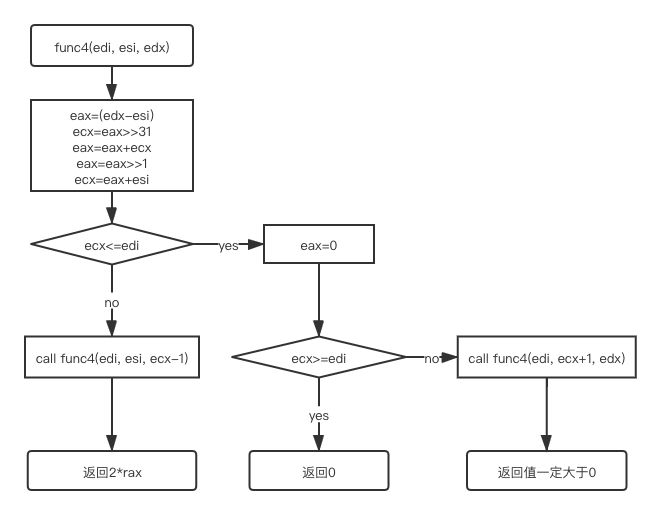 func4(edi, esi, edx)
eax=(edx-esi)
ecx=eax>>31
eax=eax+ecx
eax=eax>>1
ecx=eax+esi
ecx<=edi
yes
eax=0
no
call func4(edi, esi, ecx-1)
ecx>=edi
no
call func4(edi, ecx+1, edx)
yes
返回2*rax
返回0
返回值一定大于0